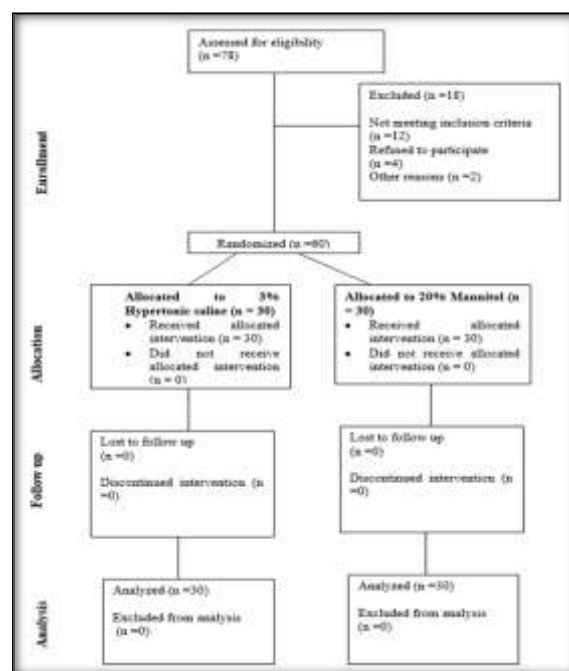 Assessed for eligibility
(n =78)
Excluded (n =18)
Not meeting inclusion criteria
(n =12)
Refused to participate
(n =4)
Other reasons (n =2)
Enrollment
Randomized (n =60)
Allocated to 3%
Hypertonic saline (n = 30)
• Received allocated
intervention (n = 30)
• Did not receive
allocated intervention
(n = 0)
Allocated to 20% Mannitol (n
= 30)
• Received allocated
intervention (n = 30)
• Did not receive allocated
intervention (n = 0)
Allocation
Lost to follow up
(n =0)
Discontinued intervention (n
=0)
Lost to follow up
(n =0)
Discontinued intervention (n
=0)
Follow up
Analyzed (n =30)
Excluded from analysis
(n =0)
Analyzed (n =30)
Excluded from analysis
(n =0)
Analysis